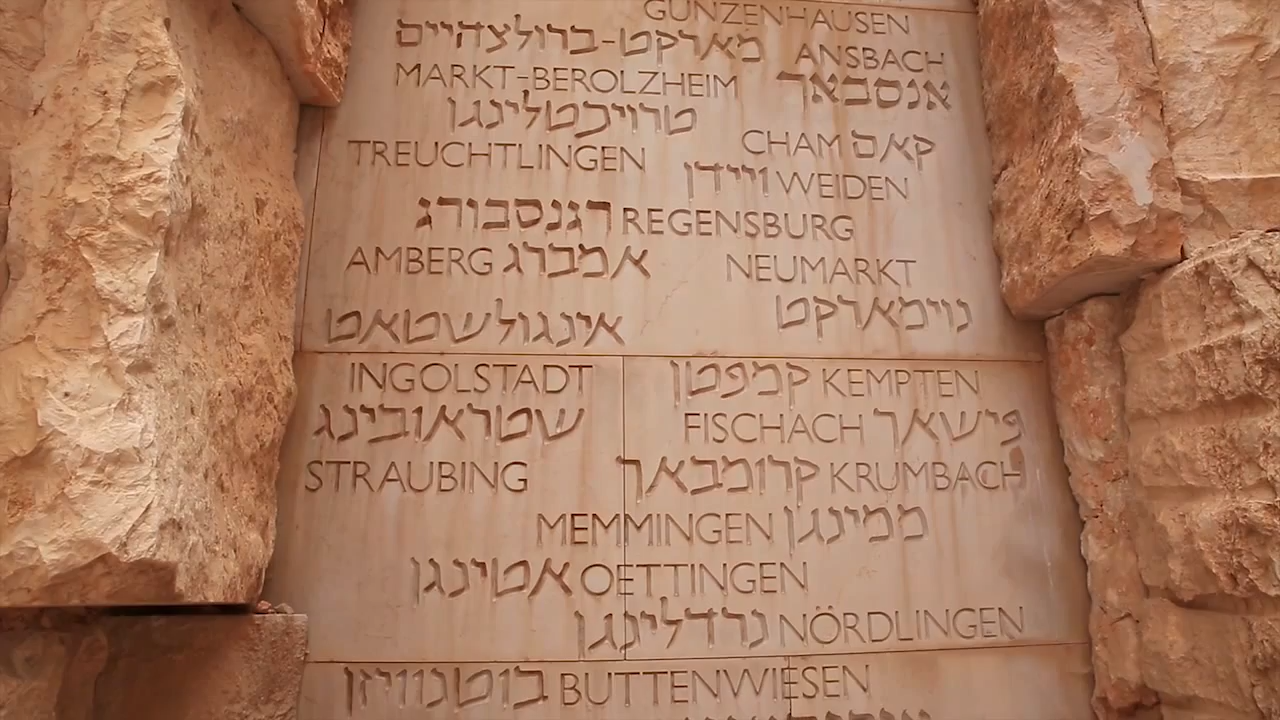 GUNZENHAUSEN
מארקט-ברולצהיים ANSBACH
MARKT-BEROLZHEIM אנסבאך
טרויכטלינגן
CHAM קאם
TREUCHTLINGEN
ויידן WEIDEN
רגנסבורג REGENSBURG
AMBERG אמברג NEUMARKT
אינגולשטאט נוימארקט
INGOLSTADT קמפטן KEMPTEN
שטראובינג FISCHACH פישאך
STRAUBING קרומבאך KRUMBACH
MEMMINGEN ממינגן
אטינגן OETTINGEN
נרדלינגן NÖRDLINGEN
בוטנוויזן BUTTENWIESEN